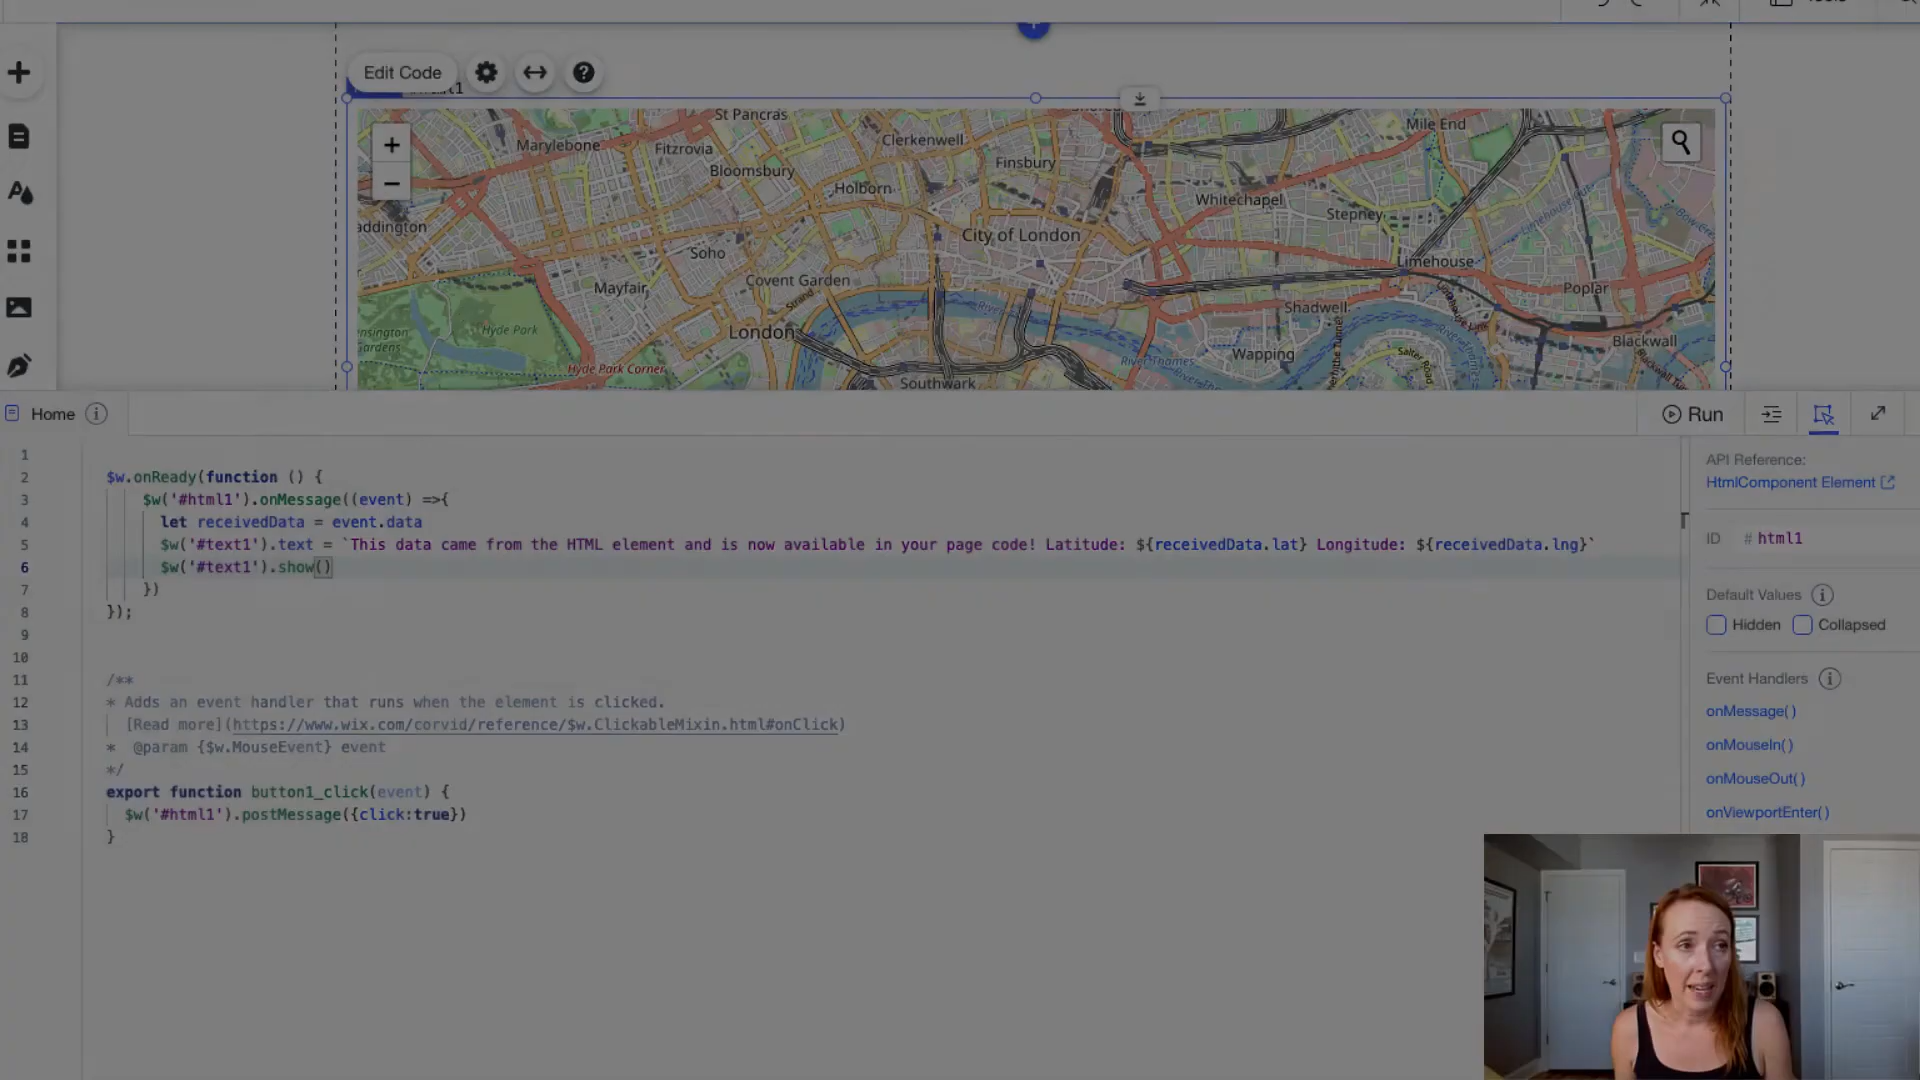 Edit Code
St Pancras
Mile End
Marylebone
Fitzrovia
Clerkenwell
Finsbury
Bloomsbury
Holborn
Whitechapel
Stepney
addington
City of London
Soho
Limehouse
Covent Garden
Mayfair
Strand
Poplar
Shadwell
Hyde Park
London
ensington
Gardens
River Thames
Wapping
Blackwall
Hyde Park Corner
Southwark
Home
Run
1
2 $w.onReady(function () {
3 $w('#html1').onMessage((event) =>{
4 let receivedData = event.data
5 $w('#text1').text = `This data came from the HTML element and is now available in your page code! Latitude: ${receivedData.lat} Longitude: ${receivedData.lng}`
6 $w('#text1').show()
7 })
8 });
9
10
11 /**
12 * Adds an event handler that runs when the element is clicked.
13 [Read more](https://www.wix.com/corvid/reference/$w.ClickableMixin.html#onClick)
14 * @param {$w.MouseEvent} event
15 */
16 export function button1_click(event) {
17 $w('#html1').postMessage({click:true})
18 }
API Reference:
HtmlComponent Element
ID # html1
Default Values
Hidden Collapsed
Event Handlers
onMessage()
onMouseIn()
onMouseOut()
onViewportEnter()